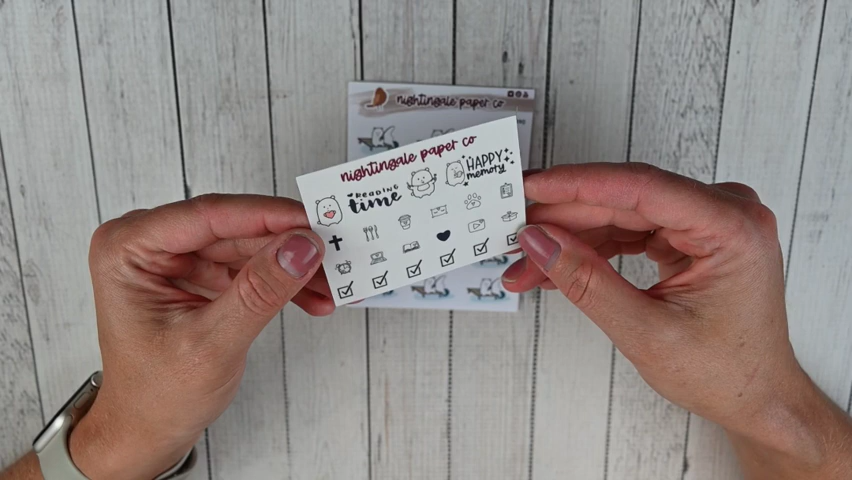 nightingale paper co
nightingale paper co
READING
time
HAPPY
memory